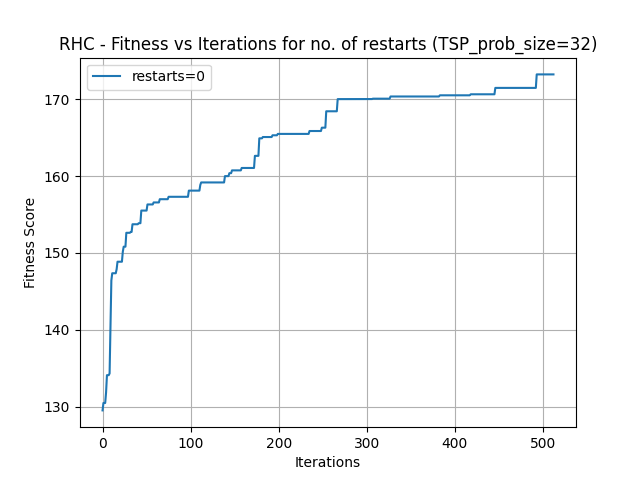 RHC - Fitness vs Iterations for no. of restarts (TSP_prob_size=32)
restarts=0
Fitness Score
170
160
150
140
130
0 100 200 300 400 500
Iterations